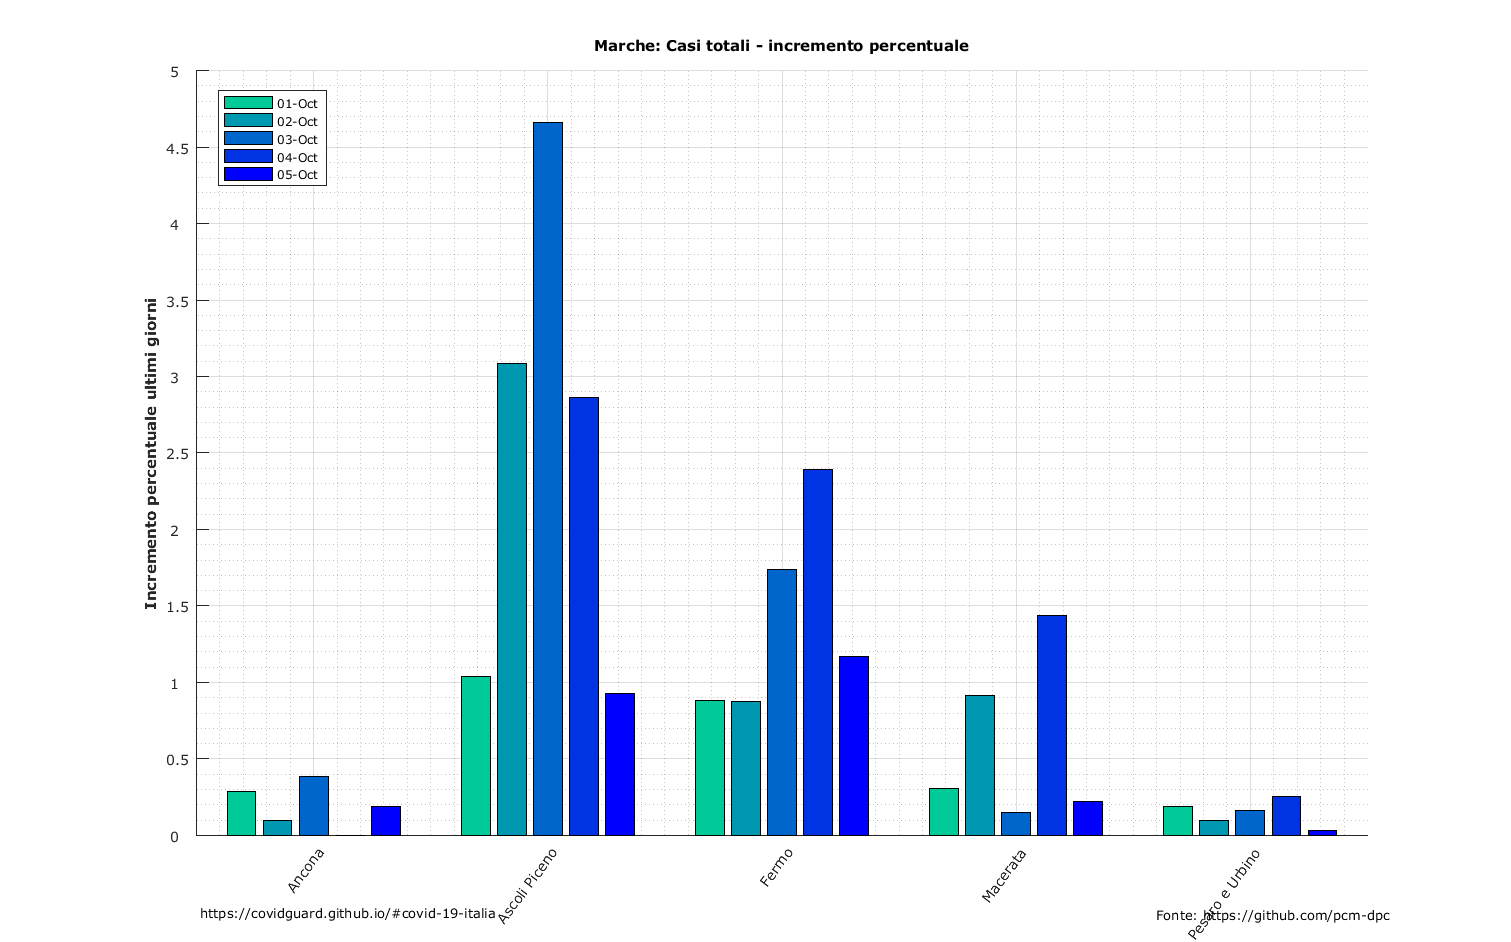 Marche: Casi totali - incremento percentuale
Incremento percentuale ultimi giorni
5
4.5
4
3.5
3
2.5
2
1.5
1
0.5
0
01-Oct
02-Oct
03-Oct
04-Oct
05-Oct
Ancona
Ascoli Piceno
Fermo
Macerata
Pesaro e Urbino
https://covidguard.github.io/#covid-19-italia
Fonte: https://github.com/pcm-dpc